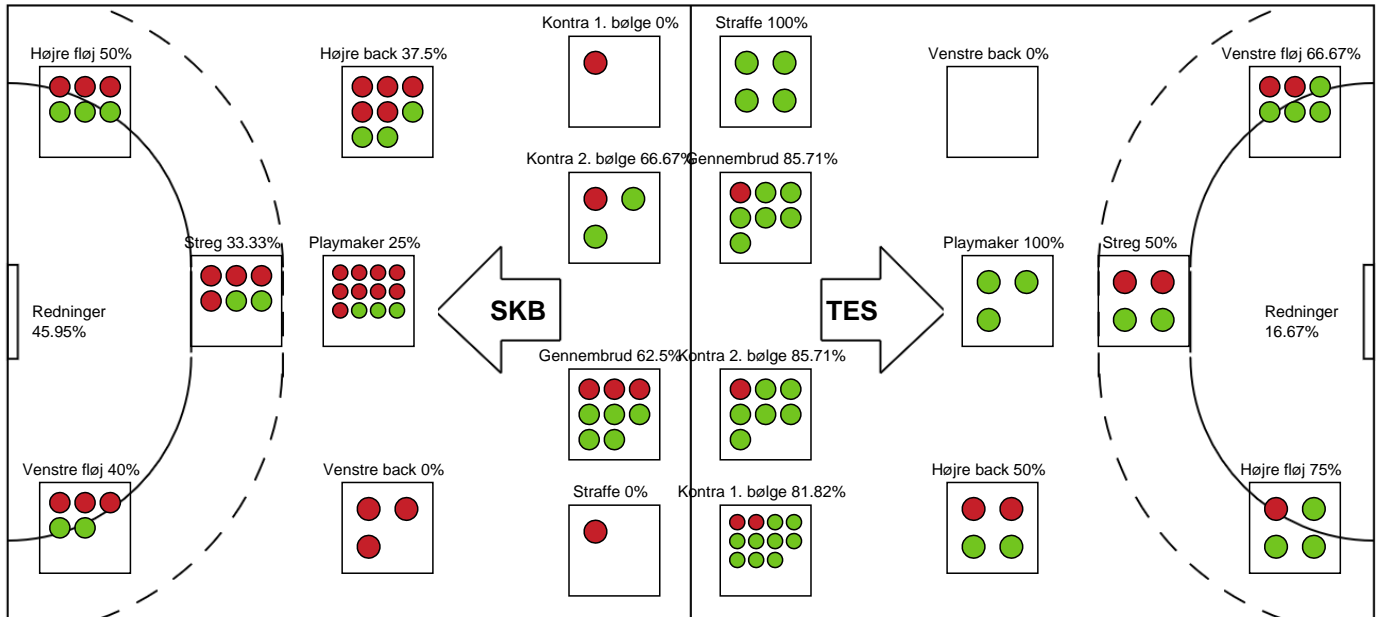 Kontra 1. bølge 0%
Straffe 100%
Højre fløj 50%
Højre back 37.5%
Venstre back 0%
Venstre fløj 66.67%
Kontra 2. bølge 66.67%
Gennembrud 85.71%
Streg 33.33%
Playmaker 25%
Playmaker 100%
Streg 50%
Redninger
45.95%
SKB
TES
Redninger
16.67%
Gennembrud 62.5%
Kontra 2. bølge 85.71%
Venstre fløj 40%
Venstre back 0%
Straffe 0%
Kontra 1. bølge 81.82%
Højre back 50%
Højre fløj 75%